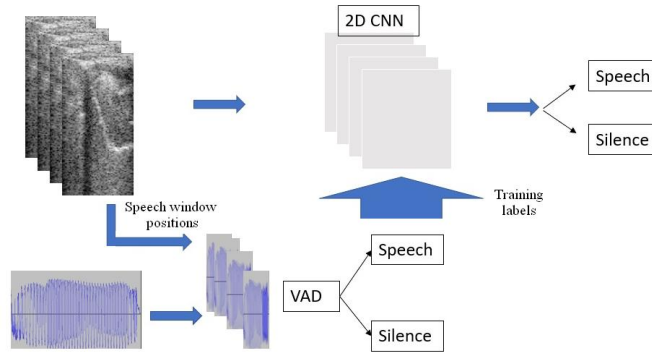 2D CNN
Speech
Silence
Speech window
positions
Training
labels
VAD
Speech
Silence